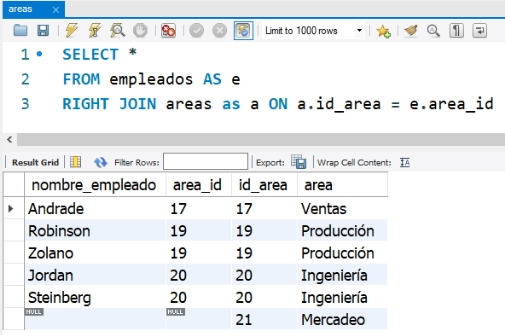 areas
Limit to 1000 rows
1 SELECT *
2 FROM empleados AS e
3 RIGHT JOIN areas as a ON a.id_area = e.area_id
Result Grid Filter Rows: Export: Wrap Cell Content:
nombre_empleado area_id id_area area
Andrade 17 17 Ventas
Robinson 19 19 Producción
Zolano 19 19 Producción
Jordan 20 20 Ingeniería
Steinberg 20 20 Ingeniería
NULL NULL 21 Mercadeo